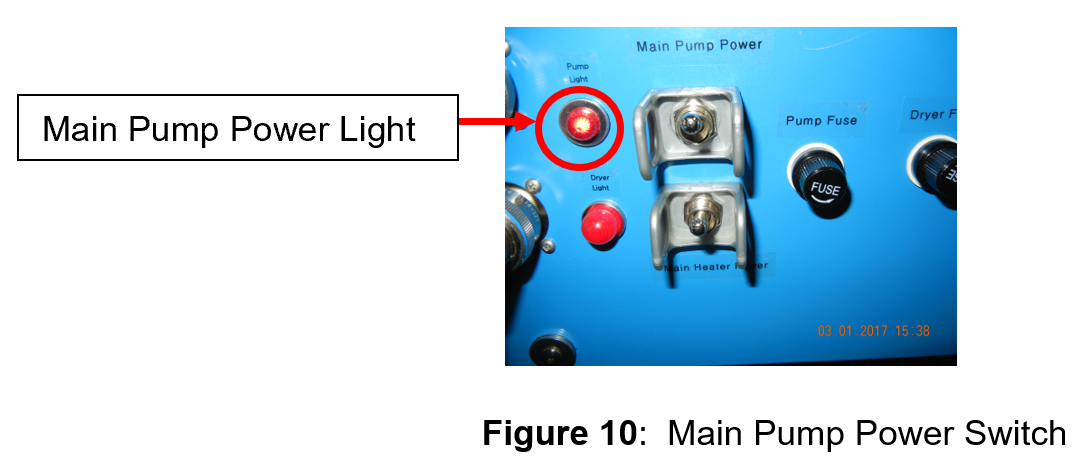 Main Pump Power Light
Main Pump Power
Pump
Light
Pump Fuse
Dryer F
Dryer
Light
FUSE
Main Heater
03.01.2017 15:38
Figure 10: Main Pump Power Switch